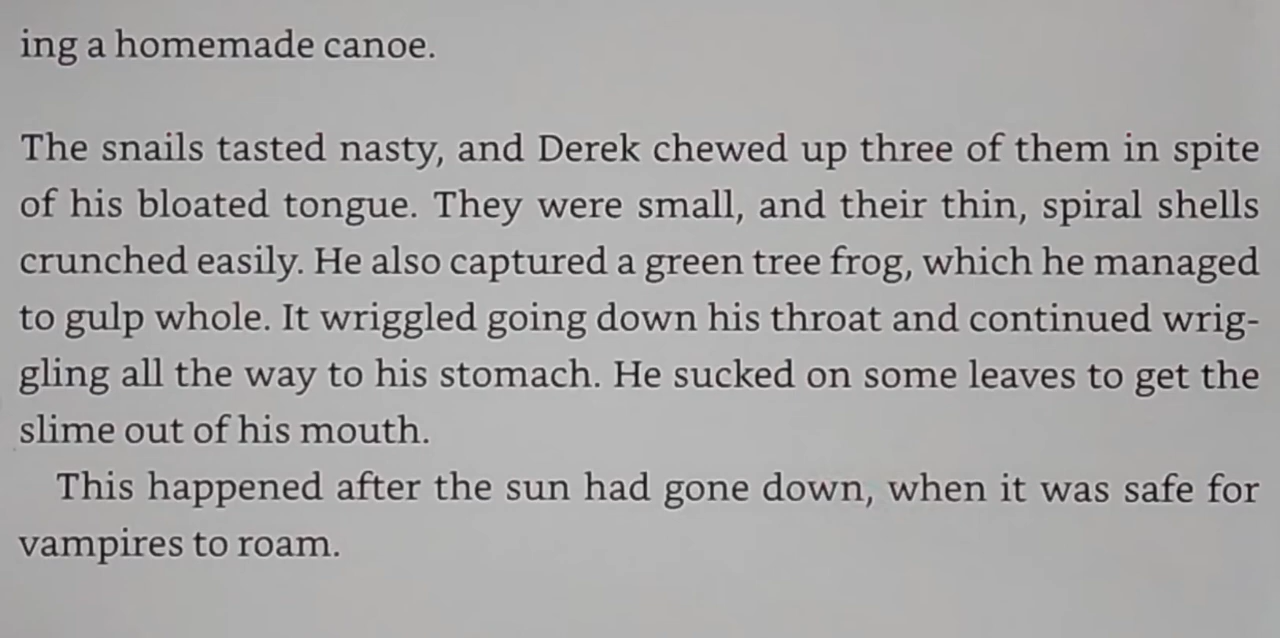 ing a homemade canoe.
The snails tasted nasty, and Derek chewed up three of them in spite
of his bloated tongue. They were small, and their thin, spiral shells
crunched easily. He also captured a green tree frog, which he managed
to gulp whole. It wriggled going down his throat and continued wrig-
gling all the way to his stomach. He sucked on some leaves to get the
slime out of his mouth.
This happened after the sun had gone down, when it was safe for
vampires to roam.